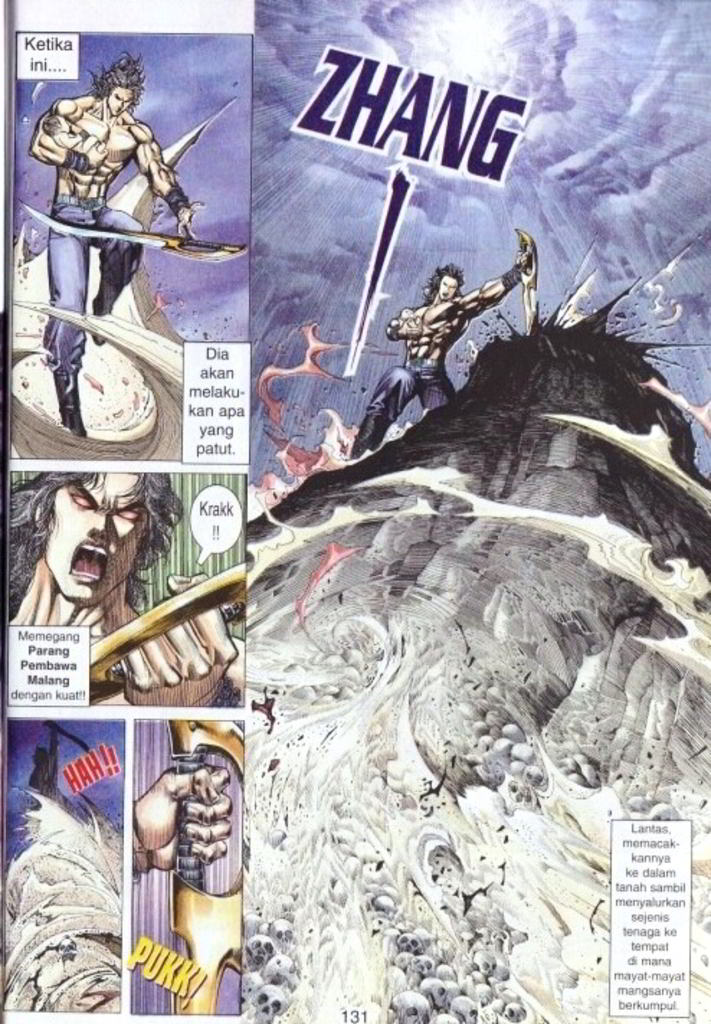 Ketika
ini....
Dia
akan
melaku-
kan apa
yang
patut.
Krakk
!!
Memegang
Parang
Pembawa
Malang
dengan kuat!!
HAH!!
PUKK!
ZHANG
!
Lantas,
memacak-
kannya
ke dalam
tanah sambil
menyalurkan
sejenis
tenaga ke
tempat
di mana
mayat-mayat
mangsanya
berkumpul.
131